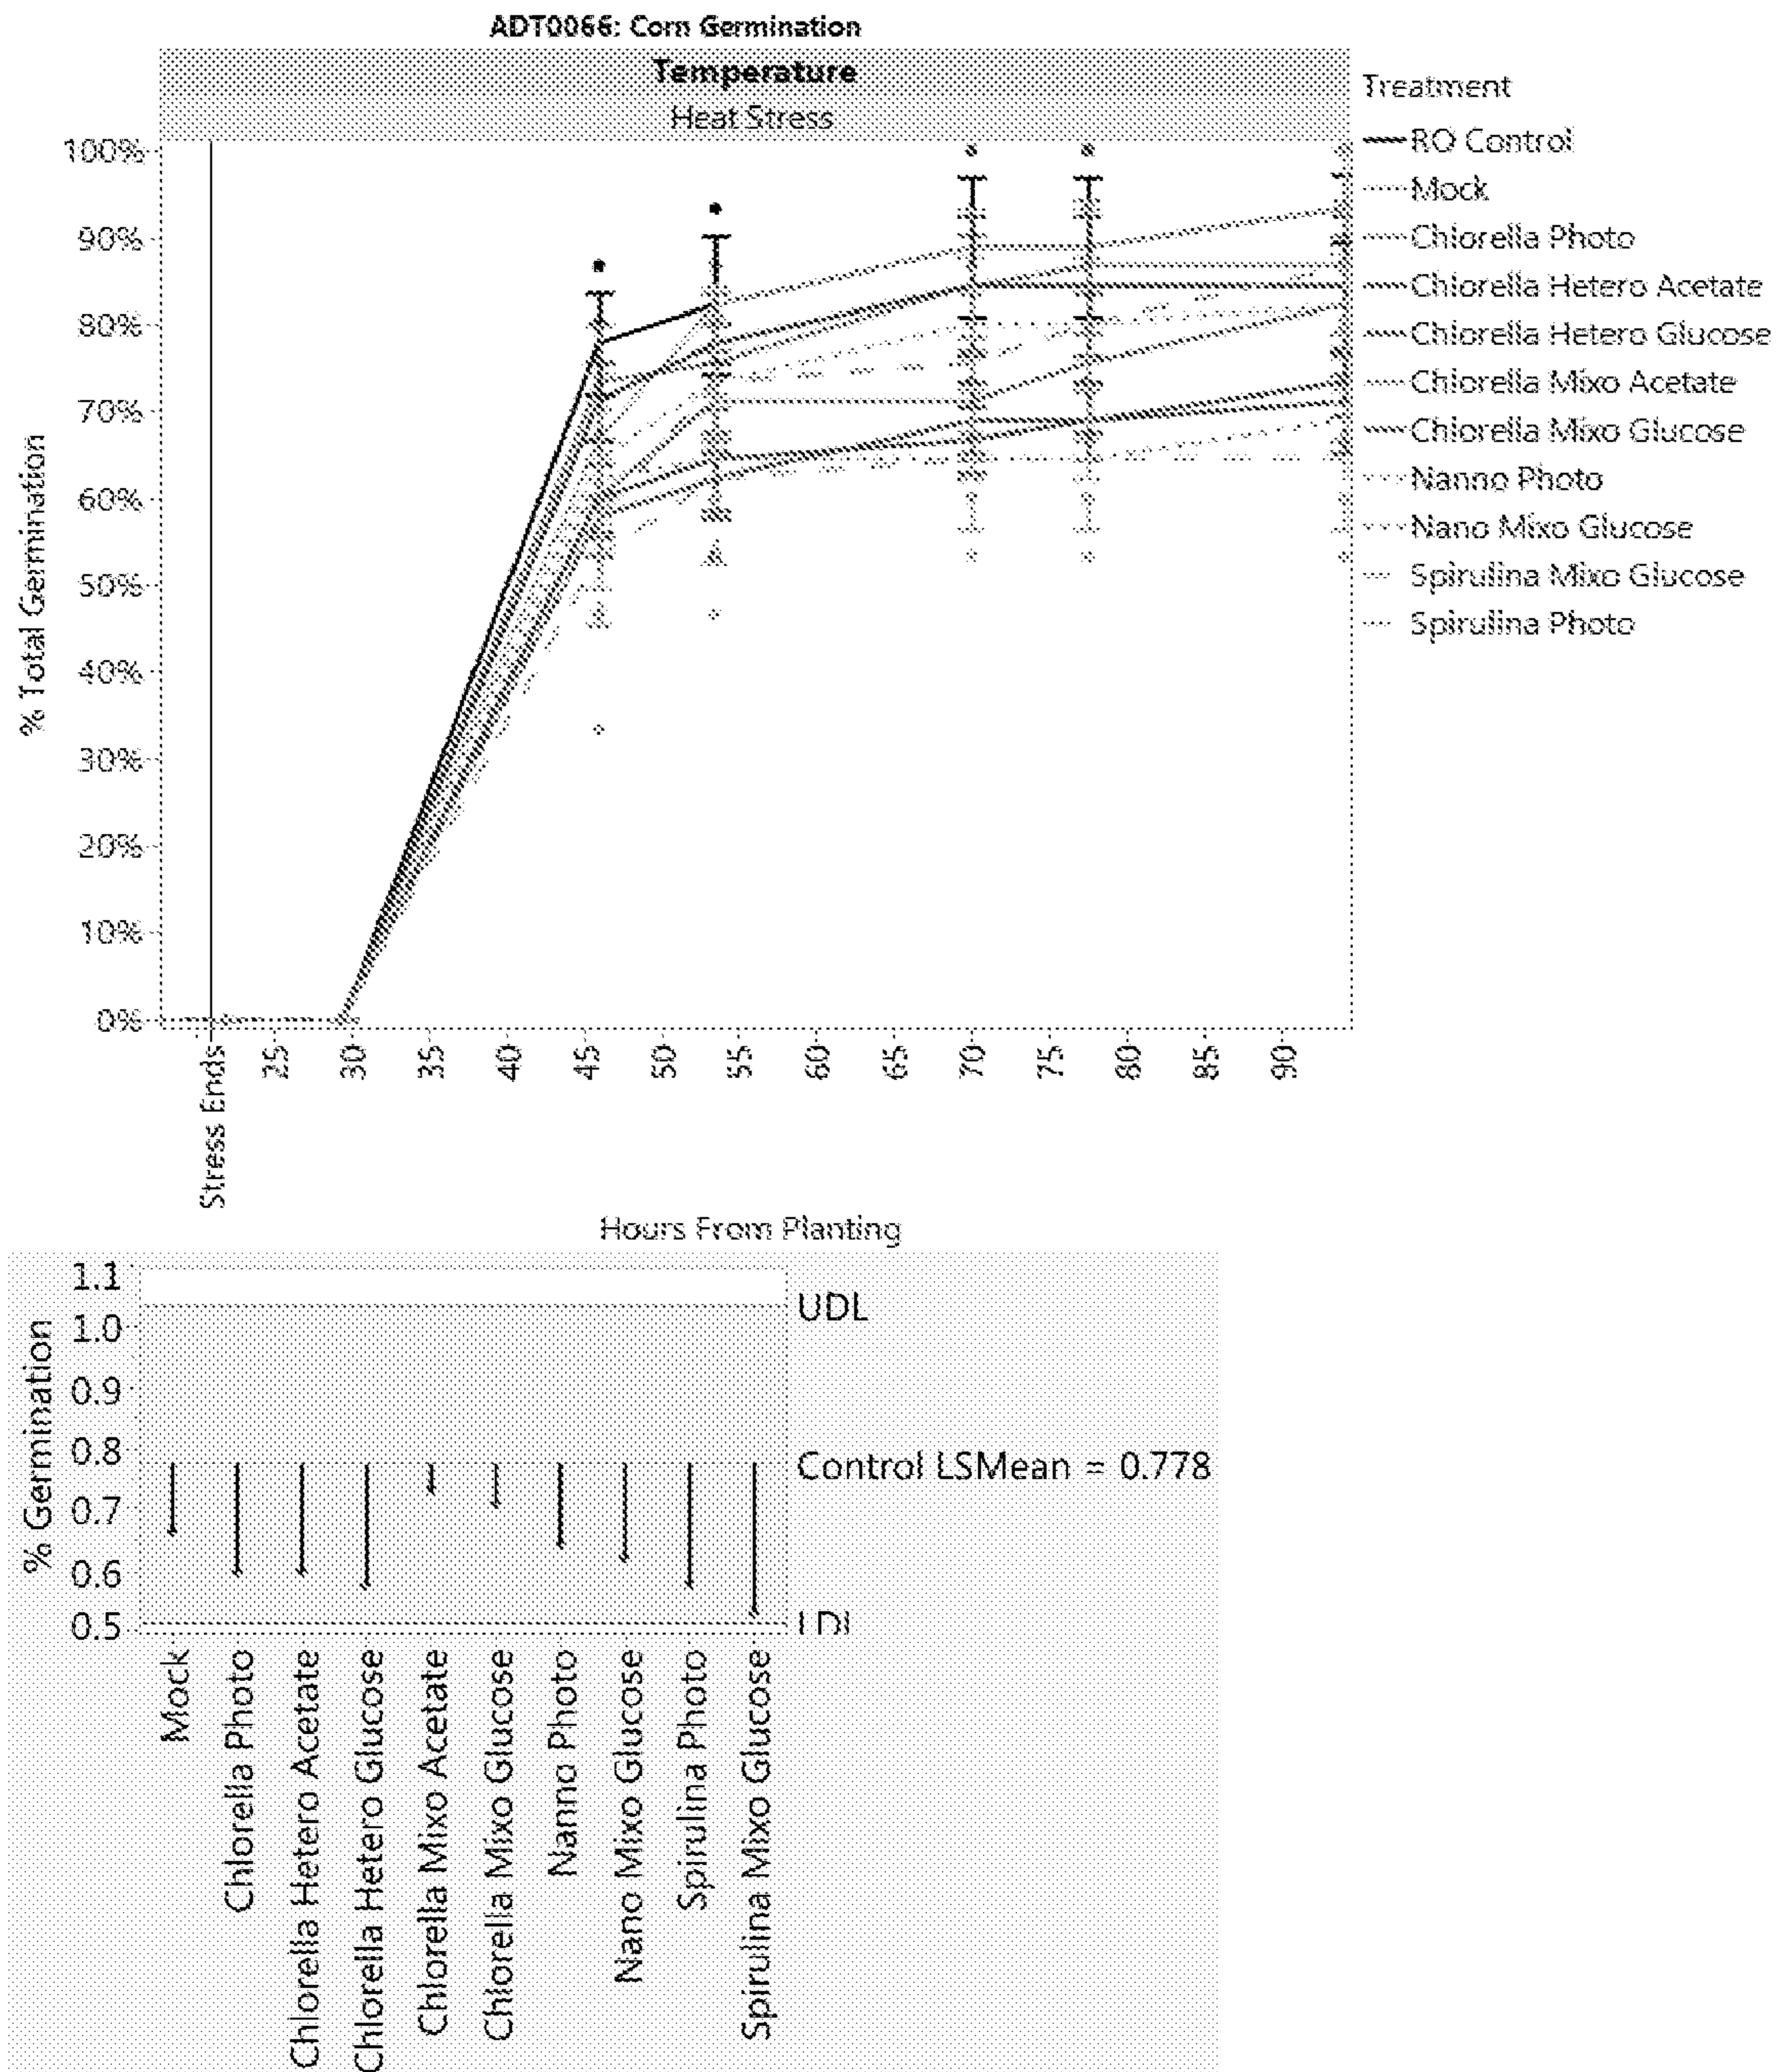 ADT0066: Corn Germination
Temperature
Heat Stress
Treatment
RO Control
Mock
Chlorella Photo
Chlorella Hetero Acetate
Chlorella Hetero Glucose
Chlorella Mixo Acetate
Chlorella Mixo Glucose
Nanno Photo
Nano Mixo Glucose
Spirulina Mixo Glucose
Spirulina Photo
% Total Germination
100%
90%
80%
70%
60%
50%
40%
30%
20%
10%
0%
Stress Ends
25
30
35
40
45
50
55
60
65
70
75
80
85
90
Hours From Planting
% Germination
1.1
1.0
0.9
0.8
0.7
0.6
0.5
UDL
Control LSMean = 0.778
LDL
Mock
Chlorella Photo
Chlorella Hetero Acetate
Chlorella Hetero Glucose
Chlorella Mixo Acetate
Chlorella Mixo Glucose
Nanno Photo
Nano Mixo Glucose
Spirulina Photo
Spirulina Mixo Glucose